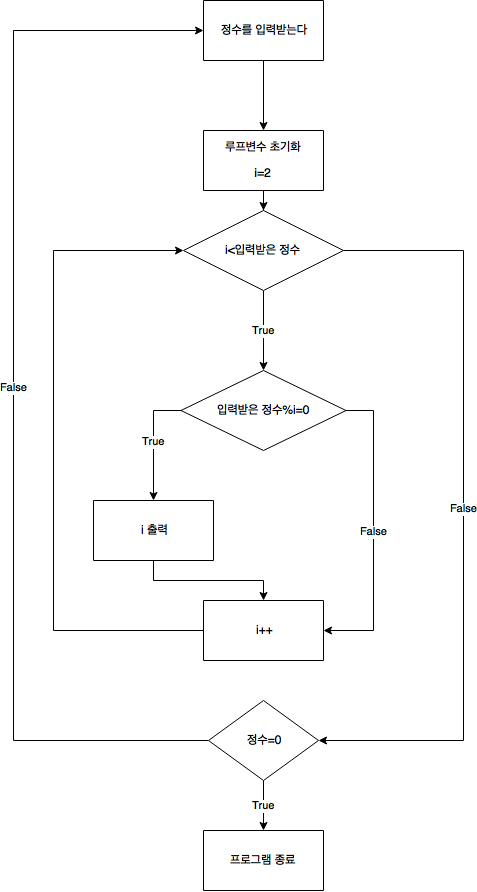 정수를 입력받는다
루프변수 초기화
i=2
i<입력받은 정수
True
입력받은 정수%i=0
True
False
False
False
i 출력
i++
정수=0
True
프로그램 종료